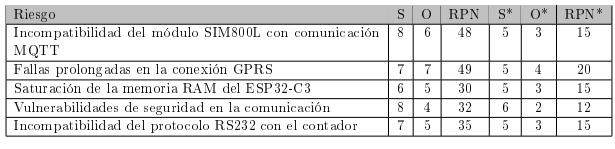 Riesgo S O RPN S* O* RPN*
Incompatibilidad del módulo SIM800L con comunicación 8 6 48 5 3 15
MQTT
Fallas prolongadas en la conexión GPRS 7 7 49 5 4 20
Saturación de la memoria RAM del ESP32-C3 6 5 30 5 3 15
Vulnerabilidades de seguridad en la comunicación 8 4 32 6 2 12
Incompatibilidad del protocolo RS232 con el contador 7 5 35 5 3 15